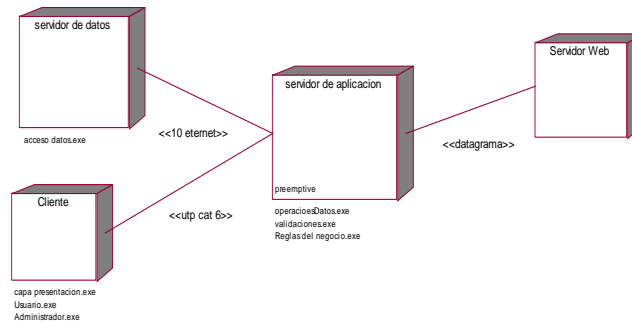 servidor de datos
acceso datos.exe
<<10 eternet>>
servidor de aplicacion
preemptive
operacioesDatos.exe
validaciones.exe
Reglas del negocio.exe
Servidor Web
<<datagrama>>
Cliente
<<utp cat 6>>
capa presentacion.exe
Usuario.exe
Administrador.exe